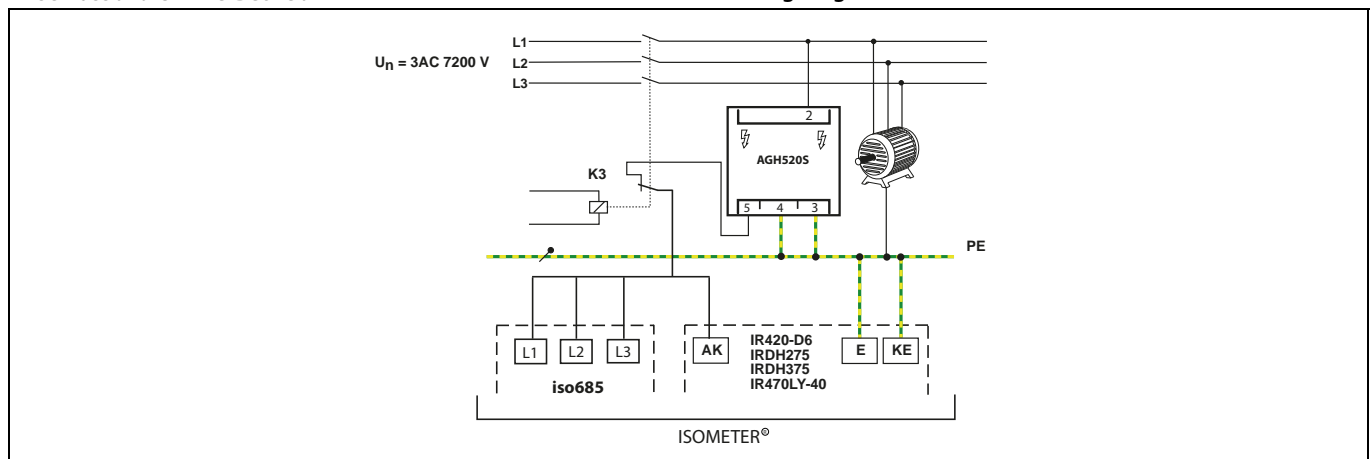 L1
Un = 3AC 7200 V L2
L3
2
AGH520S
K3
5 4 3
PE
L1 L2 L3
iso685
AK
IR420-D6
IRDH275
IRDH375
IR470LY-40
E KE
ISOMETER®